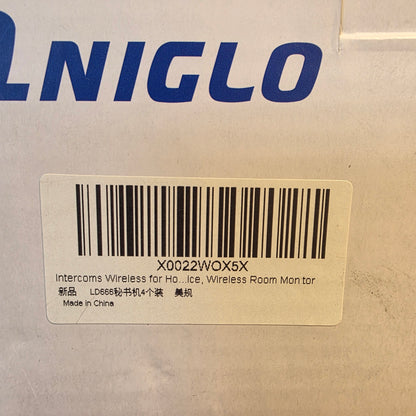 NIGLO
X0022WOX5X
Intercoms Wireless for Ho...ice, Wireless Room Monitor
新品 LD666秘书机4个装 美规
Made in China